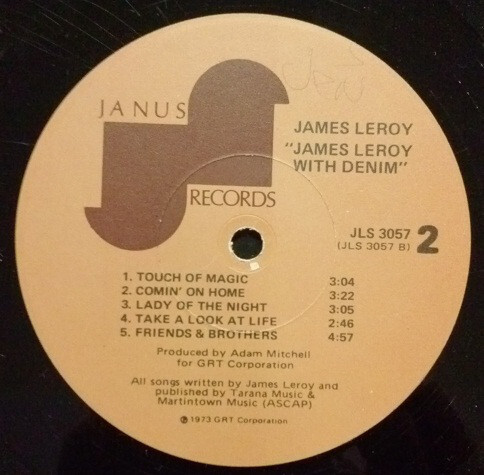 JANUS
RECORDS
JAMES LEROY
"JAMES LEROY
WITH DENIM"
JLS 3057
(JLS 3057 B) 2
1. TOUCH OF MAGIC 3:04
2. COMIN' ON HOME 3:22
3. LADY OF THE NIGHT 3:05
4. TAKE A LOOK AT LIFE 2:46
5. FRIENDS & BROTHERS 4:57
Produced by Adam Mitchell
for GRT Corporation
All songs written by James Leroy and
published by Tarana Music &
Martintown Music (ASCAP)
℗ 1973 GRT Corporation